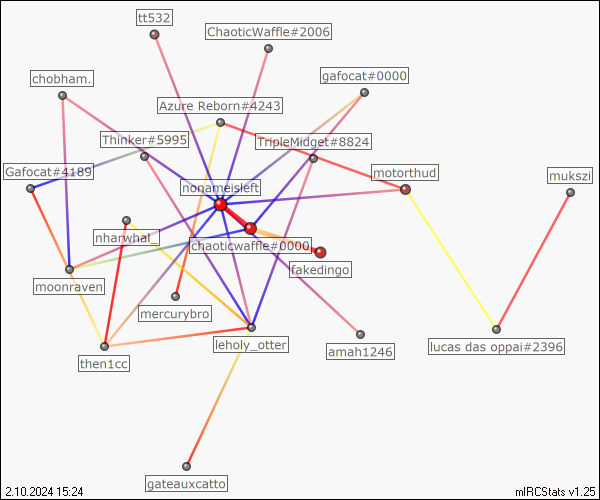 tt532
ChaoticWaffle#2006
chobham.
gafocat#0000
Azure Reborn#4243
Thinker#5995
TripleMidget#8824
Gafocat#4189
motorthud
mukszi
nonameisleft
nharwhal_
chaoticwaffle#0000
fakedingo
moonraven
mercurybro
leholy_otter
amah1246
lucas das oppai#2396
then1cc
gateauxcatto
2.10.2024 15:24
mIRCStats v1.25